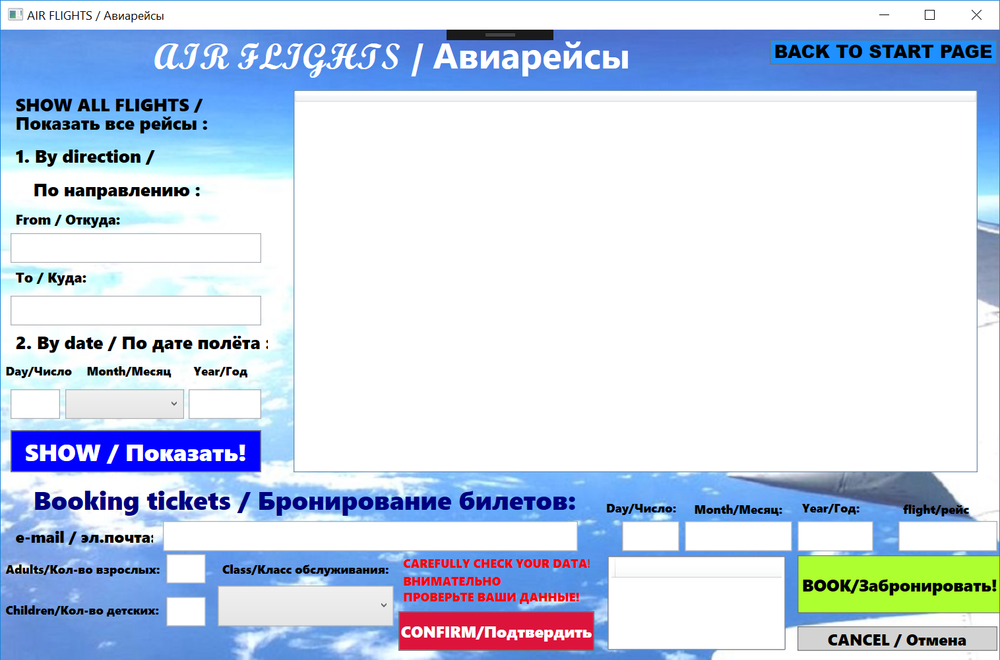 AIR FLIGHTS / Авиарейсы
AIR FLIGHTS / Авиарейсы
BACK TO START PAGE
SHOW ALL FLIGHTS /
Показать все рейсы :
1. By direction /
По направлению :
From / Откуда:
To / Куда:
2. By date / По дате полёта :
Day/Число Month/Месяц Year/Год
SHOW / Показать!
Booking tickets / Бронирование билетов:
Day/Число: Month/Месяц: Year/Год: flight/рейс
e-mail / эл.почта:
Adults/Кол-во взрослых: Class/Класс обслуживания:
CAREFULLY CHECK YOUR DATA!
ВНИМАТЕЛЬНО
ПРОВЕРЬТЕ ВАШИ ДАННЫЕ!
BOOK/Забронировать!
Children/Кол-во детских:
CONFIRM/Подтвердить
CANCEL / Отмена